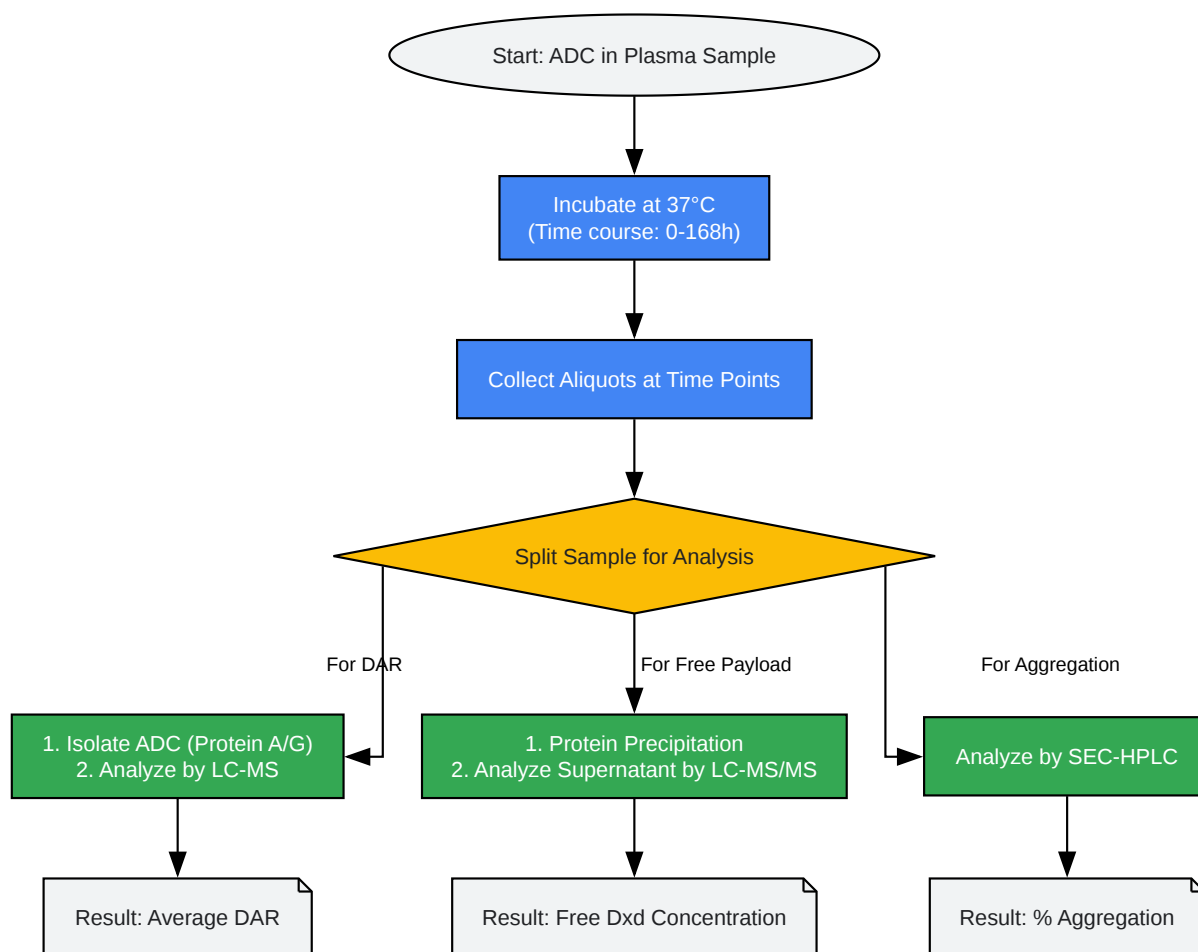 Start: ADC in Plasma Sample
Incubate at 37°C
(Time course: 0-168h)
Collect Aliquots at Time Points
Split Sample for Analysis
For DAR
For Free Payload
For Aggregation
1. Isolate ADC (Protein A/G)
2. Analyze by LC-MS
1. Protein Precipitation
2. Analyze Supernatant by LC-MS/MS
Analyze by SEC-HPLC
Result: Average DAR
Result: Free Dxd Concentration
Result: % Aggregation